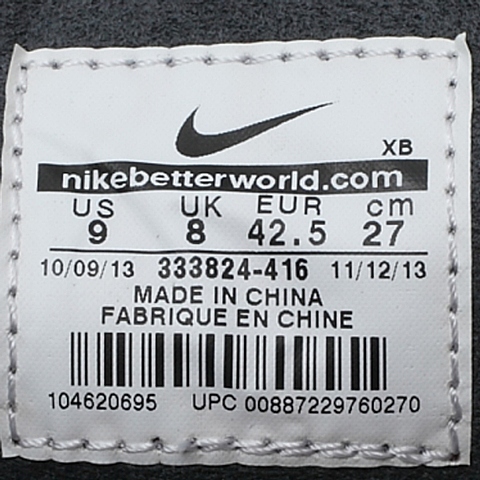 XB
nikebetterworld.com
US UK EUR cm
9 8 42.5 27
10/09/13 333824-416 11/12/13
MADE IN CHINA
FABRIQUE EN CHINE
104620695 UPC 00887229760270